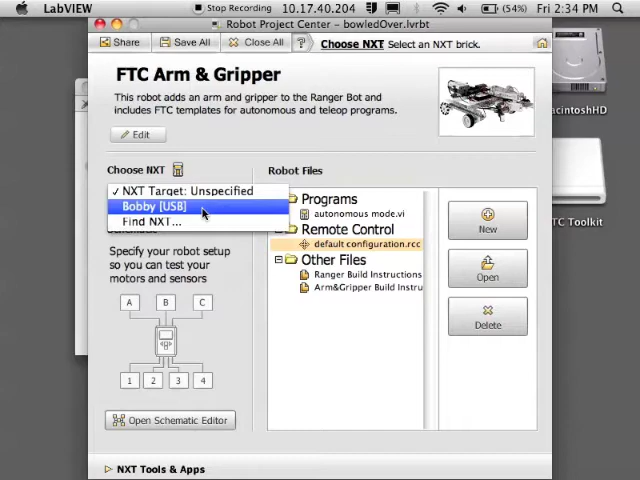 LabVIEW
Stop Recording 10.17.40.204 (54%) Fri 2:34 PM
Robot Project Center - bowledOver.lvrbt
Share Save All Close All ? Choose NXT Select an NXT brick.
FTC Arm & Gripper
This robot adds an arm and gripper to the Ranger Bot and
includes FTC templates for autonomous and teleop programs.
Edit
acintoshHD
TC Toolkit
Choose NXT
✓ NXT Target: Unspecified
Bobby [USB]
Find NXT...
Specify your robot setup
so you can test your
motors and sensors
A B C
1 2 3 4
Open Schematic Editor
Robot Files
Programs
autonomous mode.vi
Remote Control
default configuration.rcc
Other Files
Ranger Build Instructions
Arm&Gripper Build Instru
New
Open
Delete
NXT Tools & Apps